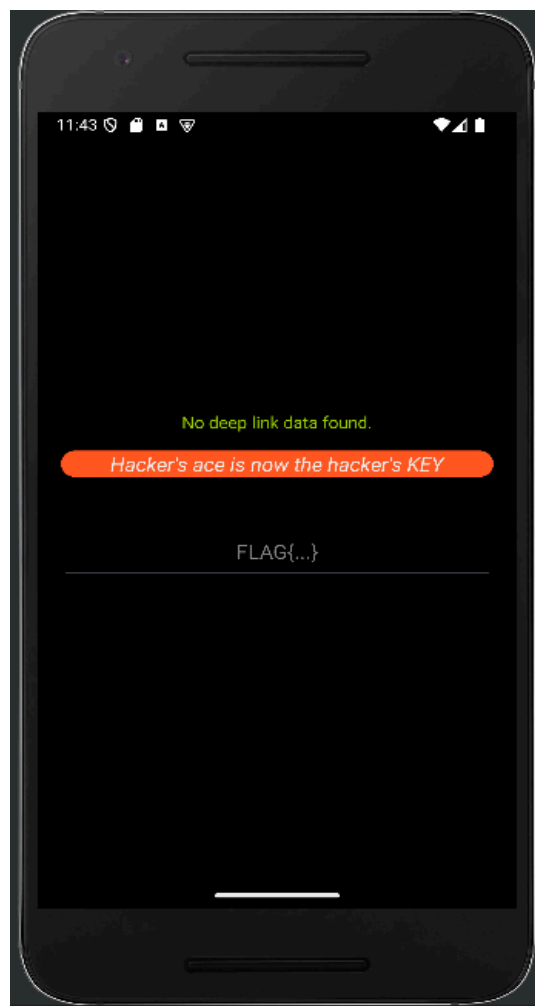 11:43
No deep link data found.
Hacker's ace is now the hacker's KEY
FLAG{...}